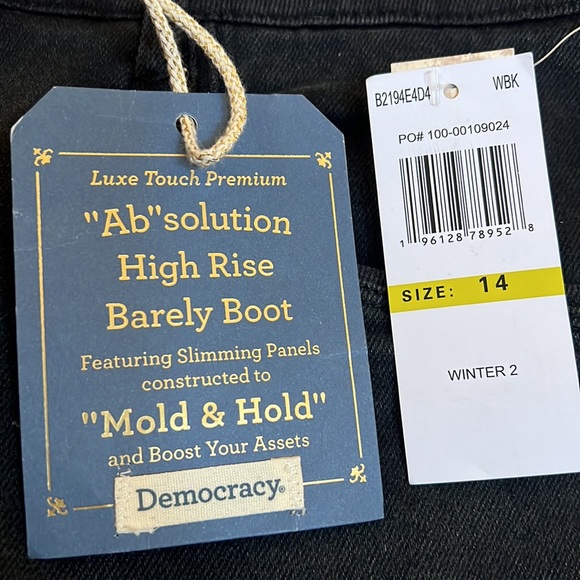 Luxe Touch Premium
"Ab"solution
High Rise
Barely Boot
Featuring Slimming Panels
constructed to
"Mold & Hold"
and Boost Your Assets
Democracy®
B2194E4D4 WBK
PO# 100-00109024
1 96128 78952 8
SIZE: 14
WINTER 2